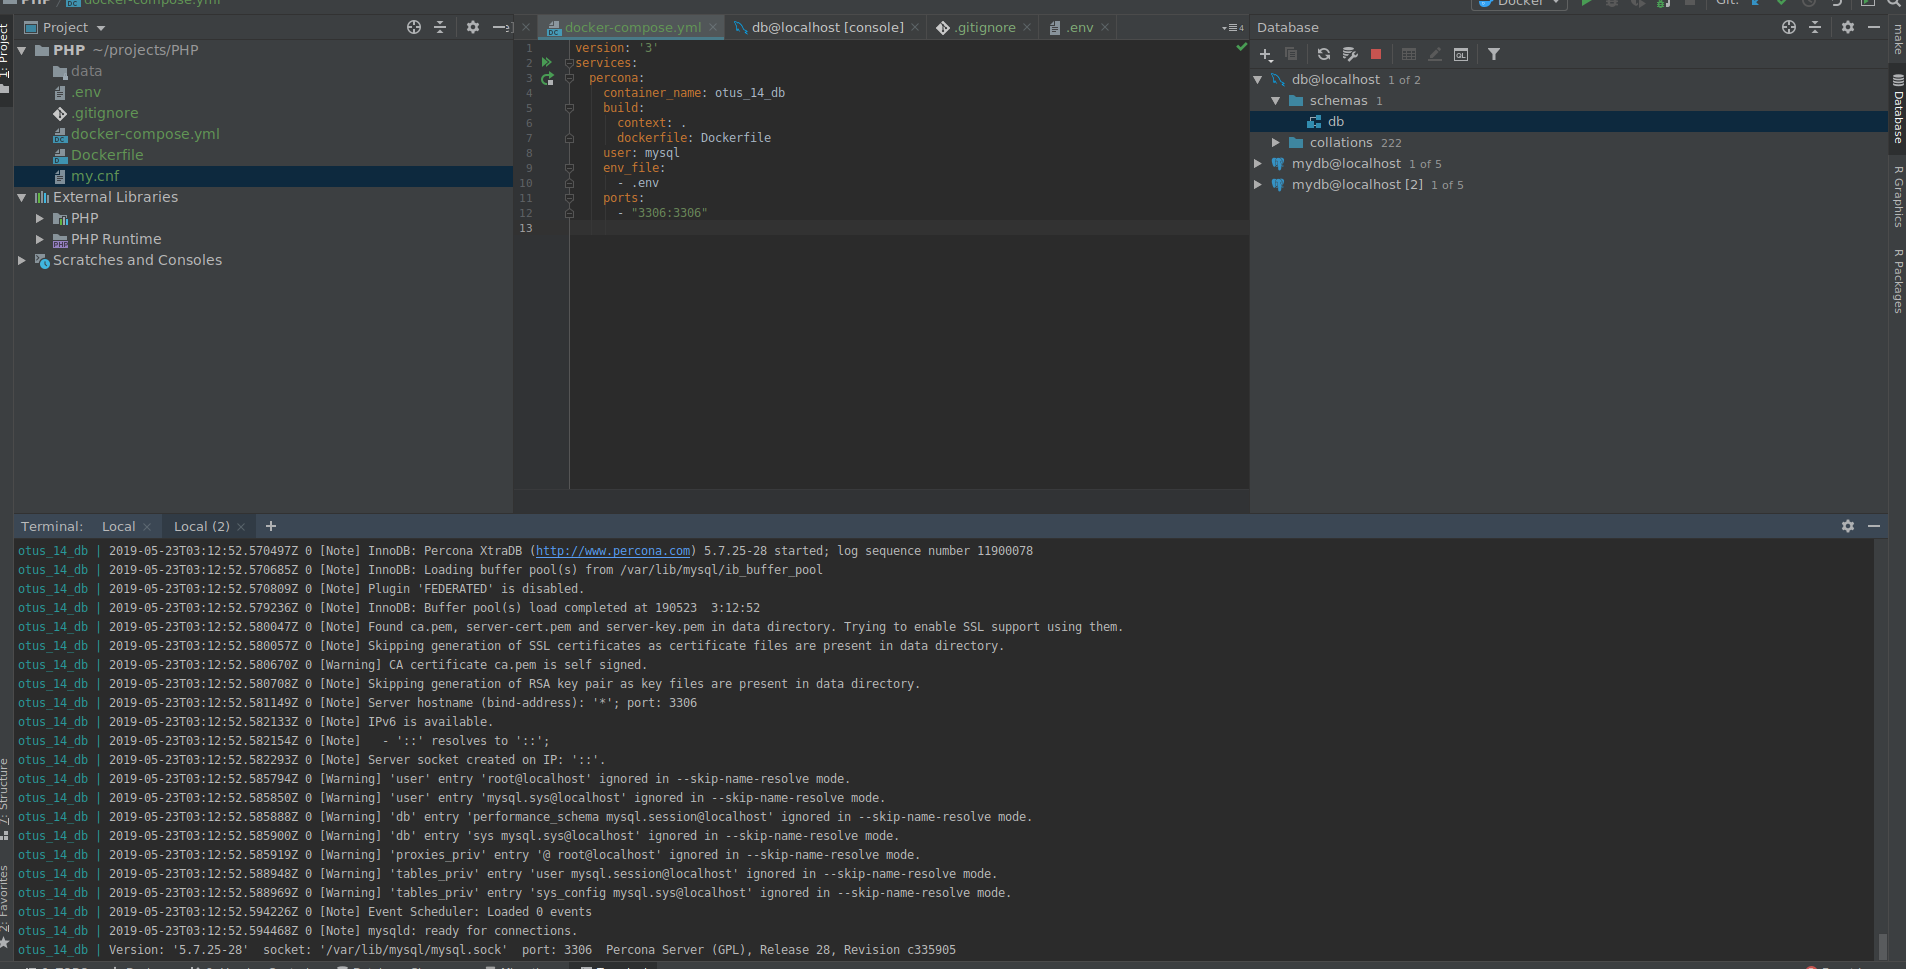 PHP docker-compose.yml
Docker Git:
Project
PHP ~/projects/PHP
data
.env
.gitignore
docker-compose.yml
Dockerfile
my.cnf
External Libraries
PHP
PHP Runtime
Scratches and Consoles
1: Project
7: Structure
2: Favorites
docker-compose.yml db@localhost [console] .gitignore .env
4
1 version: '3'
2 services:
3 percona:
4 container_name: otus_14_db
5 build:
6 context: .
7 dockerfile: Dockerfile
8 user: mysql
9 env_file:
10 - .env
11 ports:
12 - "3306:3306"
13
Database
db@localhost 1 of 2
schemas 1
db
collations 222
mydb@localhost 1 of 5
mydb@localhost [2] 1 of 5
make
Database
R Graphics
R Packages
Terminal: Local Local (2) +
otus_14_db | 2019-05-23T03:12:52.570497Z 0 [Note] InnoDB: Percona XtraDB (http://www.percona.com) 5.7.25-28 started; log sequence number 11900078
otus_14_db | 2019-05-23T03:12:52.570685Z 0 [Note] InnoDB: Loading buffer pool(s) from /var/lib/mysql/ib_buffer_pool
otus_14_db | 2019-05-23T03:12:52.570809Z 0 [Note] Plugin 'FEDERATED' is disabled.
otus_14_db | 2019-05-23T03:12:52.579236Z 0 [Note] InnoDB: Buffer pool(s) load completed at 190523  3:12:52
otus_14_db | 2019-05-23T03:12:52.580047Z 0 [Note] Found ca.pem, server-cert.pem and server-key.pem in data directory. Trying to enable SSL support using them.
otus_14_db | 2019-05-23T03:12:52.580057Z 0 [Note] Skipping generation of SSL certificates as certificate files are present in data directory.
otus_14_db | 2019-05-23T03:12:52.580670Z 0 [Warning] CA certificate ca.pem is self signed.
otus_14_db | 2019-05-23T03:12:52.580708Z 0 [Note] Skipping generation of RSA key pair as key files are present in data directory.
otus_14_db | 2019-05-23T03:12:52.581149Z 0 [Note] Server hostname (bind-address): '*'; port: 3306
otus_14_db | 2019-05-23T03:12:52.582133Z 0 [Note] IPv6 is available.
otus_14_db | 2019-05-23T03:12:52.582154Z 0 [Note]   - '::' resolves to '::';
otus_14_db | 2019-05-23T03:12:52.582293Z 0 [Note] Server socket created on IP: '::'.
otus_14_db | 2019-05-23T03:12:52.585794Z 0 [Warning] 'user' entry 'root@localhost' ignored in --skip-name-resolve mode.
otus_14_db | 2019-05-23T03:12:52.585850Z 0 [Warning] 'user' entry 'mysql.sys@localhost' ignored in --skip-name-resolve mode.
otus_14_db | 2019-05-23T03:12:52.585888Z 0 [Warning] 'db' entry 'performance_schema mysql.session@localhost' ignored in --skip-name-resolve mode.
otus_14_db | 2019-05-23T03:12:52.585900Z 0 [Warning] 'db' entry 'sys mysql.sys@localhost' ignored in --skip-name-resolve mode.
otus_14_db | 2019-05-23T03:12:52.585919Z 0 [Warning] 'proxies_priv' entry '@ root@localhost' ignored in --skip-name-resolve mode.
otus_14_db | 2019-05-23T03:12:52.588948Z 0 [Warning] 'tables_priv' entry 'user mysql.session@localhost' ignored in --skip-name-resolve mode.
otus_14_db | 2019-05-23T03:12:52.588969Z 0 [Warning] 'tables_priv' entry 'sys_config mysql.sys@localhost' ignored in --skip-name-resolve mode.
otus_14_db | 2019-05-23T03:12:52.594226Z 0 [Note] Event Scheduler: Loaded 0 events
otus_14_db | 2019-05-23T03:12:52.594468Z 0 [Note] mysqld: ready for connections.
otus_14_db | Version: '5.7.25-28'  socket: '/var/lib/mysql/mysql.sock'  port: 3306  Percona Server (GPL), Release 28, Revision c335905